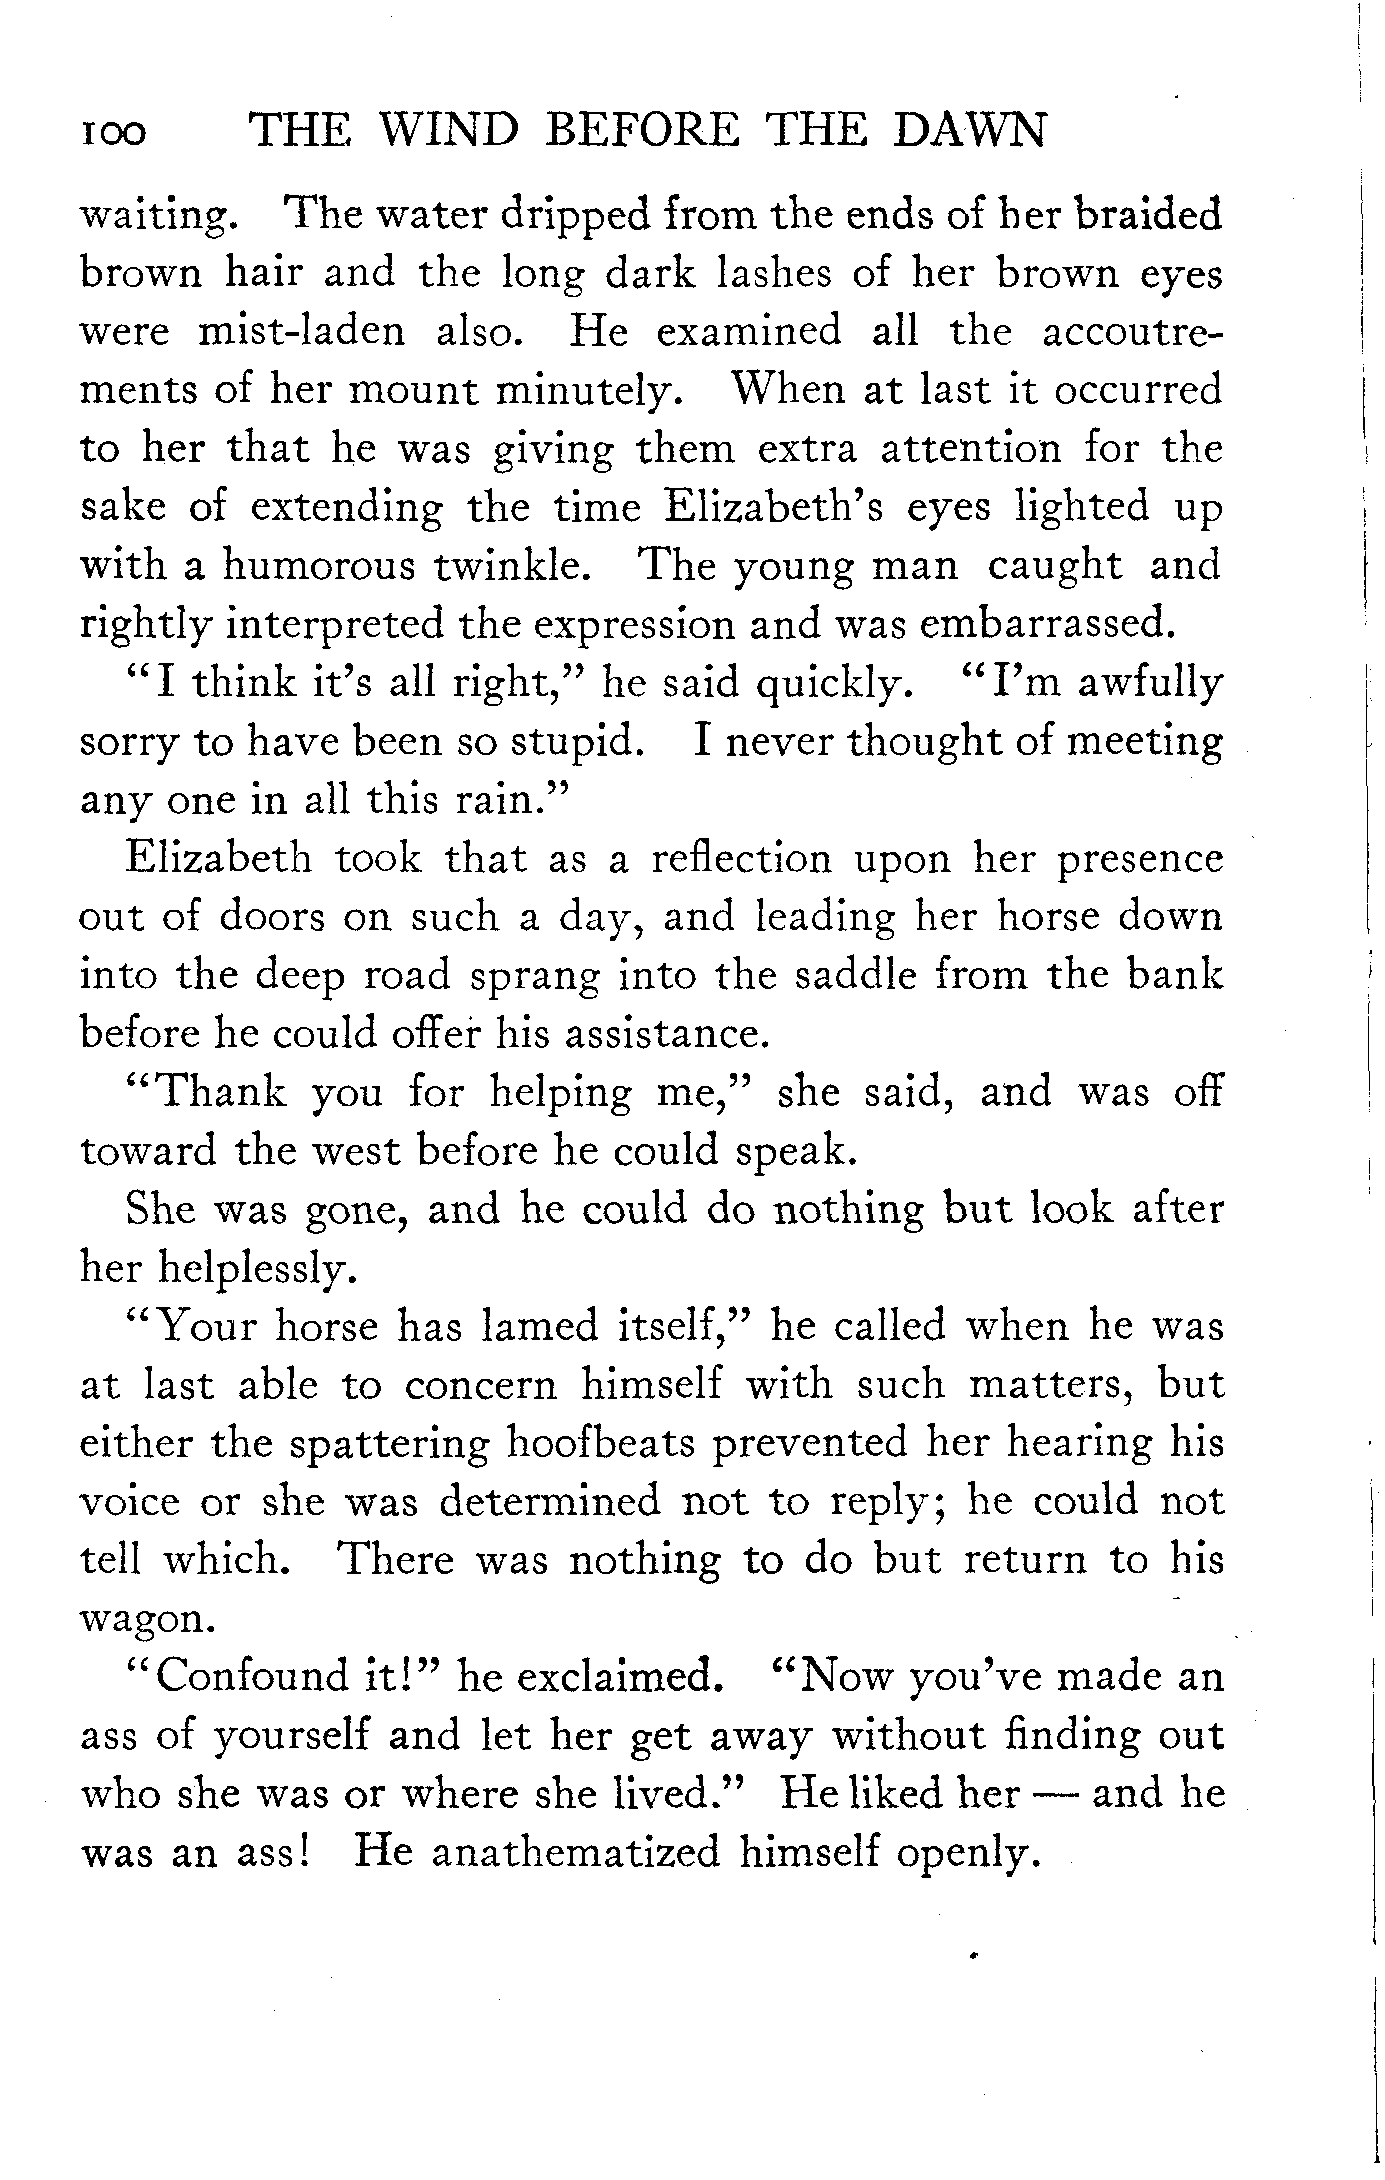 100 THE WIND BEFORE THE DAWN
waiting. The water dripped from the ends of her braided
brown hair and the long dark lashes of her brown eyes
were mist-laden also. He examined all the accoutre-
ments of her mount minutely. When at last it occurred
to her that he was giving them extra attention for the
sake of extending the time Elizabeth's eyes lighted up
with a humorous twinkle. The young man caught and
rightly interpreted the expression and was embarrassed.
"I think it's all right," he said quickly. "I'm awfully
sorry to have been so stupid. I never thought of meeting
any one in all this rain."
Elizabeth took that as a reflection upon her presence
out of doors on such a day, and leading her horse down
into the deep road sprang into the saddle from the bank
before he could offer his assistance.
"Thank you for helping me," she said, and was off
toward the west before he could speak.
She was gone, and he could do nothing but look after
her helplessly.
"Your horse has lamed itself," he called when he was
at last able to concern himself with such matters, but
either the spattering hoofbeats prevented her hearing his
voice or she was determined not to reply; he could not
tell which. There was nothing to do but return to his
wagon.
"Confound it!" he exclaimed. "Now you've made an
ass of yourself and let her get away without finding out
who she was or where she lived." He liked her — and he
was an ass! He anathematized himself openly.